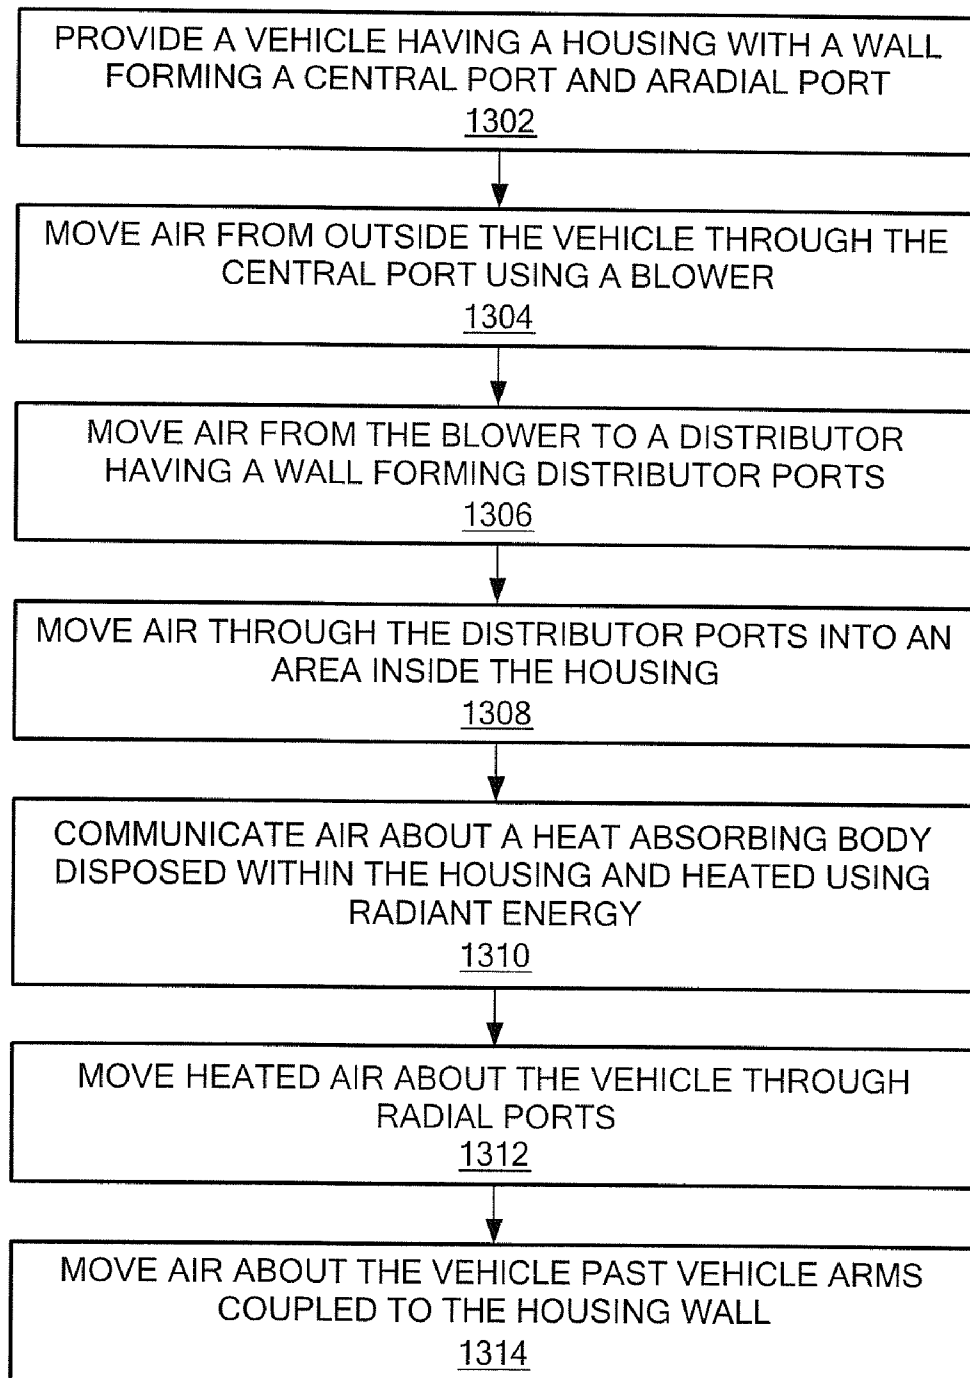 PROVIDE A VEHICLE HAVING A HOUSING WITH A WALL
FORMING A CENTRAL PORT AND ARADIAL PORT
1302
MOVE AIR FROM OUTSIDE THE VEHICLE THROUGH THE
CENTRAL PORT USING A BLOWER
1304
MOVE AIR FROM THE BLOWER TO A DISTRIBUTOR
HAVING A WALL FORMING DISTRIBUTOR PORTS
1306
MOVE AIR THROUGH THE DISTRIBUTOR PORTS INTO AN
AREA INSIDE THE HOUSING
1308
COMMUNICATE AIR ABOUT A HEAT ABSORBING BODY
DISPOSED WITHIN THE HOUSING AND HEATED USING
RADIANT ENERGY
1310
MOVE HEATED AIR ABOUT THE VEHICLE THROUGH
RADIAL PORTS
1312
MOVE AIR ABOUT THE VEHICLE PAST VEHICLE ARMS
COUPLED TO THE HOUSING WALL
1314